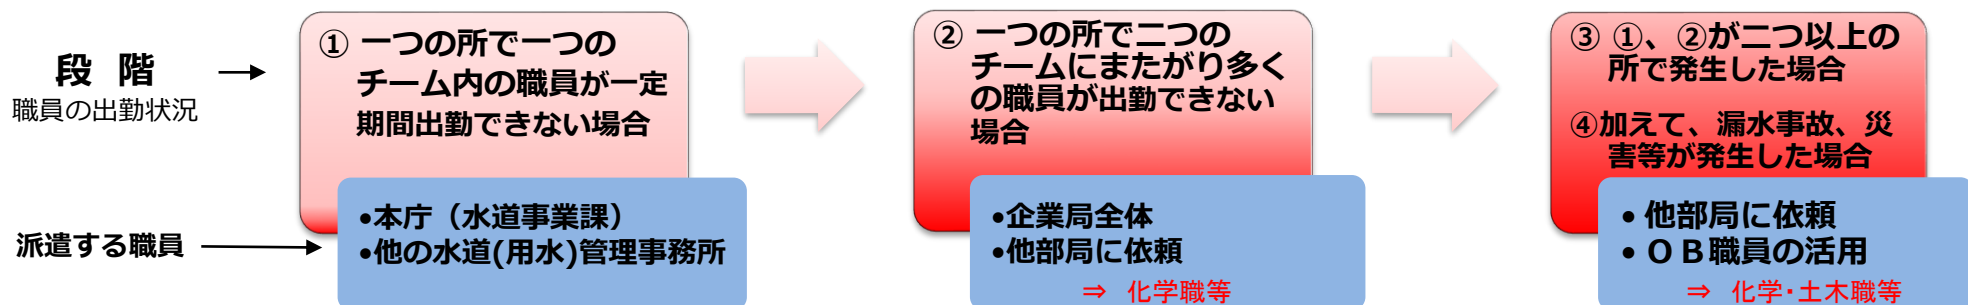 段 階
職員の出勤状況
① 一つの所で一つの
チーム内の職員が一定
期間出勤できない場合
② 一つの所で二つの
チームにまたがり多く
の職員が出勤できない
場合
③ ①、②が二つ以上の
所で発生した場合
④加えて、漏水事故、災
害等が発生した場合
派遣する職員
•本庁（水道事業課）
•他の水道(用水)管理事務所
•企業局全体
•他部局に依頼
⇒ 化学職等
• 他部局に依頼
• ＯＢ職員の活用
⇒ 化学・土木職等